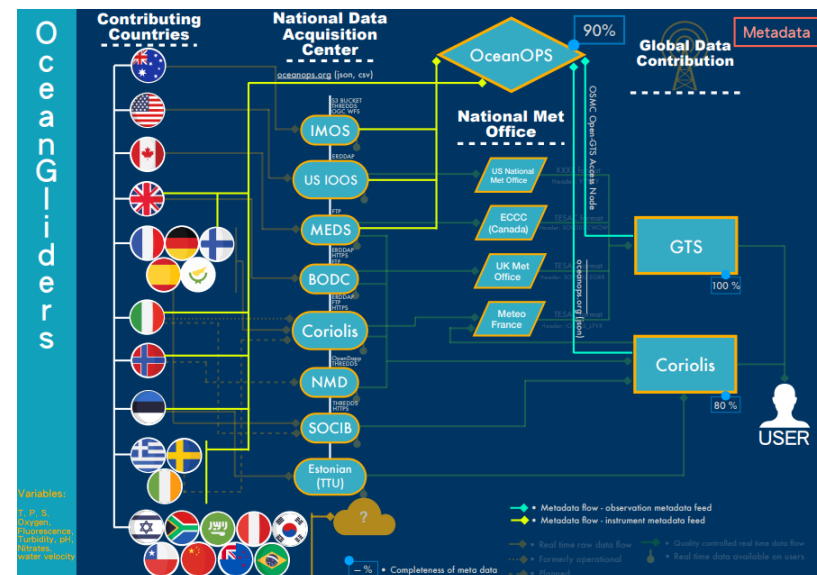 OceanGliders
Contributing
Countries
National Data
Acquisition
Center
oceanops.org (json, csv)
OceanOPS
90%
Global Data
Contribution
Metadata
S3 BUCKET
THREDDS
OGC WFS
IMOS
ERDDAP
US IOOS
FTP
MEDS
ERDDAP
HTTPS
FTP
BODC
ERDDAP
FTP
HTTPS
Coriolis
OpenDapp
THREDDS
NMD
THREDDS
HTTPS
SOCIB
Estonian
(TTU)
?
National Met
Office
US National
Met Office
ECCC
(Canada)
UK Met
Office
Meteo
France
OSMC Open-GTS Access Node
oceanops.org (json)
GTS
100 %
Coriolis
80 %
USER
Variables:
T, P, S,
Oxygen,
Fluorescence,
Turbidity, pH,
Nitrates,
water velocity
• Metadata flow - observation metadata feed
• Metadata flow - instrument metadata feed
• Real time raw data flow
• Formerly operational
• Planned
• Quality controlled real time data flow
• Real time data available on users
– % • Completeness of meta data